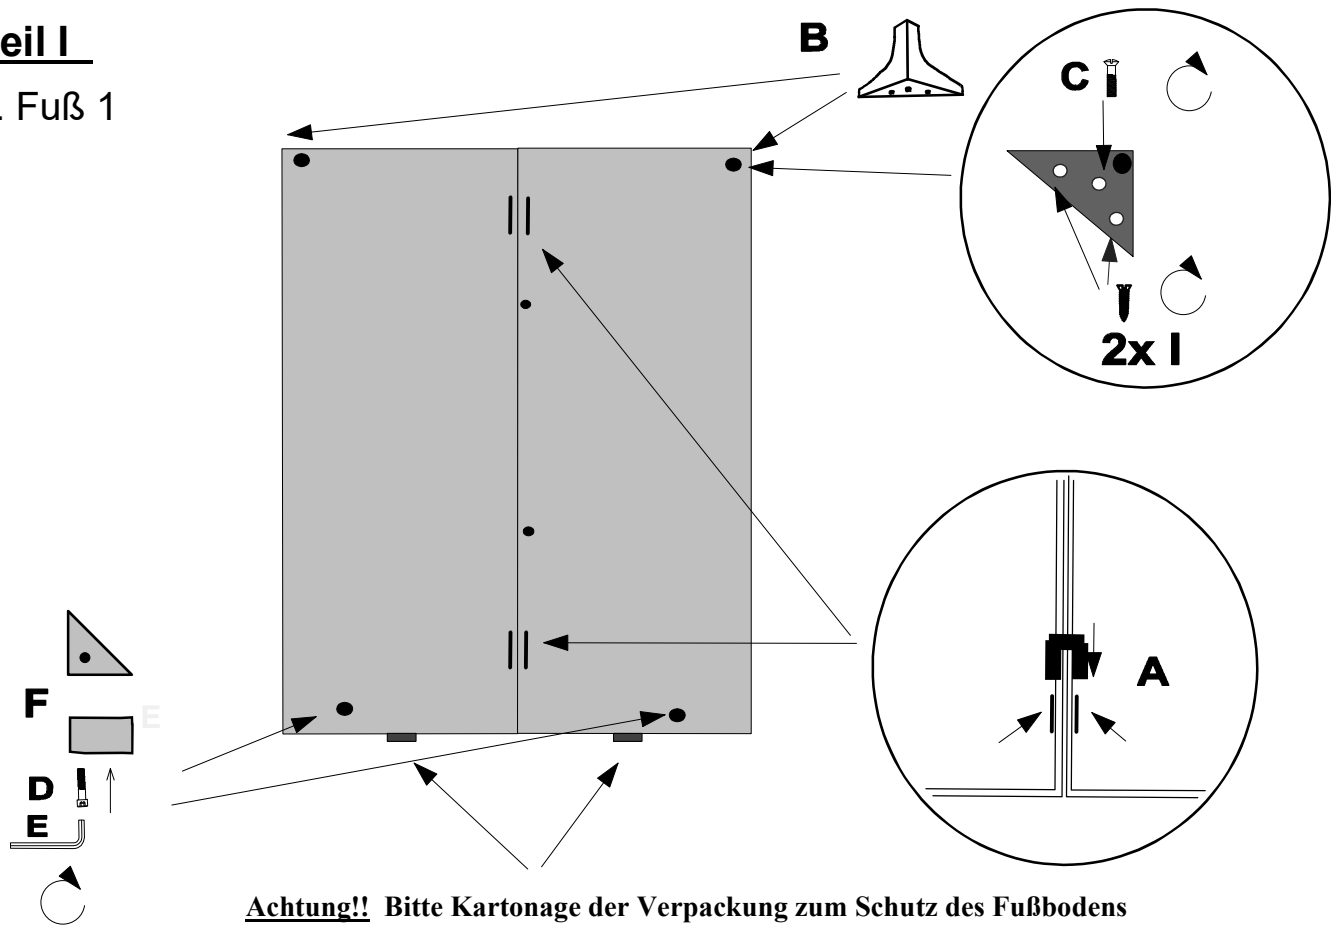 eil I
. Fuß 1
B
C
2x I
A
F
E
D
E
Achtung!! Bitte Kartonage der Verpackung zum Schutz des Fußbodens